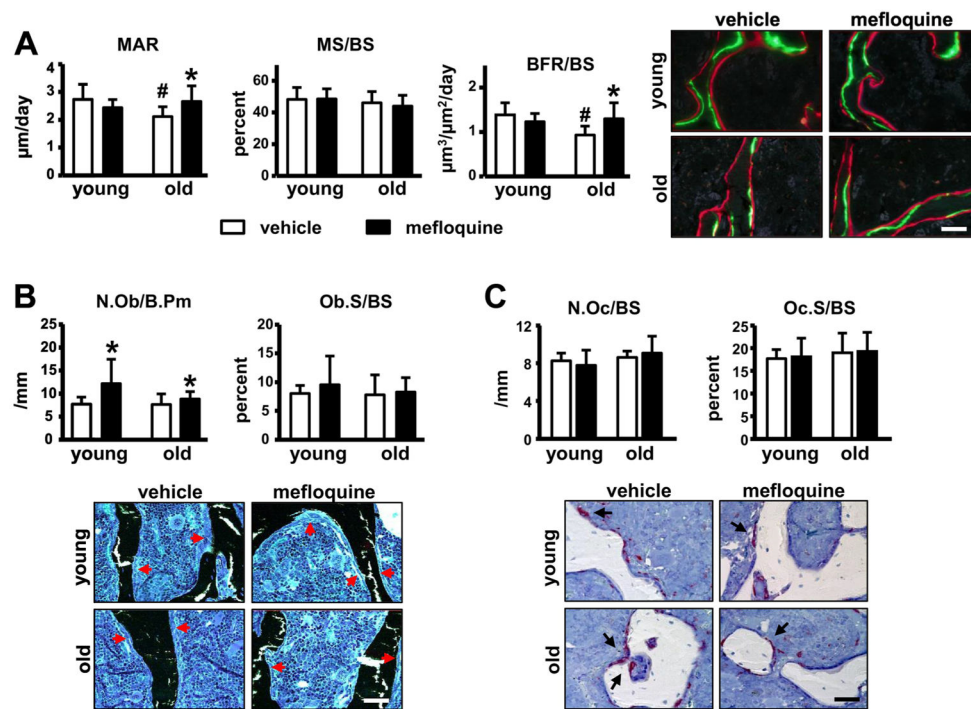 A
MAR
µm/day
4
3
2
1
0
#
*
young old
MS/BS
percent
60
40
20
0
young old
BFR/BS
µm³/µm²/day
2
1
0
#
*
young old
vehicle mefloquine
vehicle mefloquine
young
old
B
N.Ob/B.Pm
/mm
25
20
15
10
5
0
*
*
young old
Ob.S/BS
percent
20
15
10
5
0
young old
vehicle mefloquine
young
old
C
N.Oc/BS
/mm
12
8
4
0
young old
Oc.S/BS
percent
25
20
15
10
5
0
young old
vehicle mefloquine
young
old